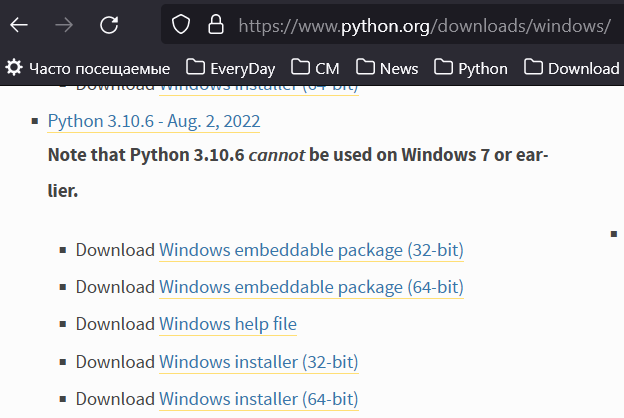 https://www.python.org/downloads/windows/
Часто посещаемые EveryDay CM News Python Download
Download Windows installer (64-bit)
Python 3.10.6 - Aug. 2, 2022
Note that Python 3.10.6 cannot be used on Windows 7 or ear-
lier.
Download Windows embeddable package (32-bit)
Download Windows embeddable package (64-bit)
Download Windows help file
Download Windows installer (32-bit)
Download Windows installer (64-bit)